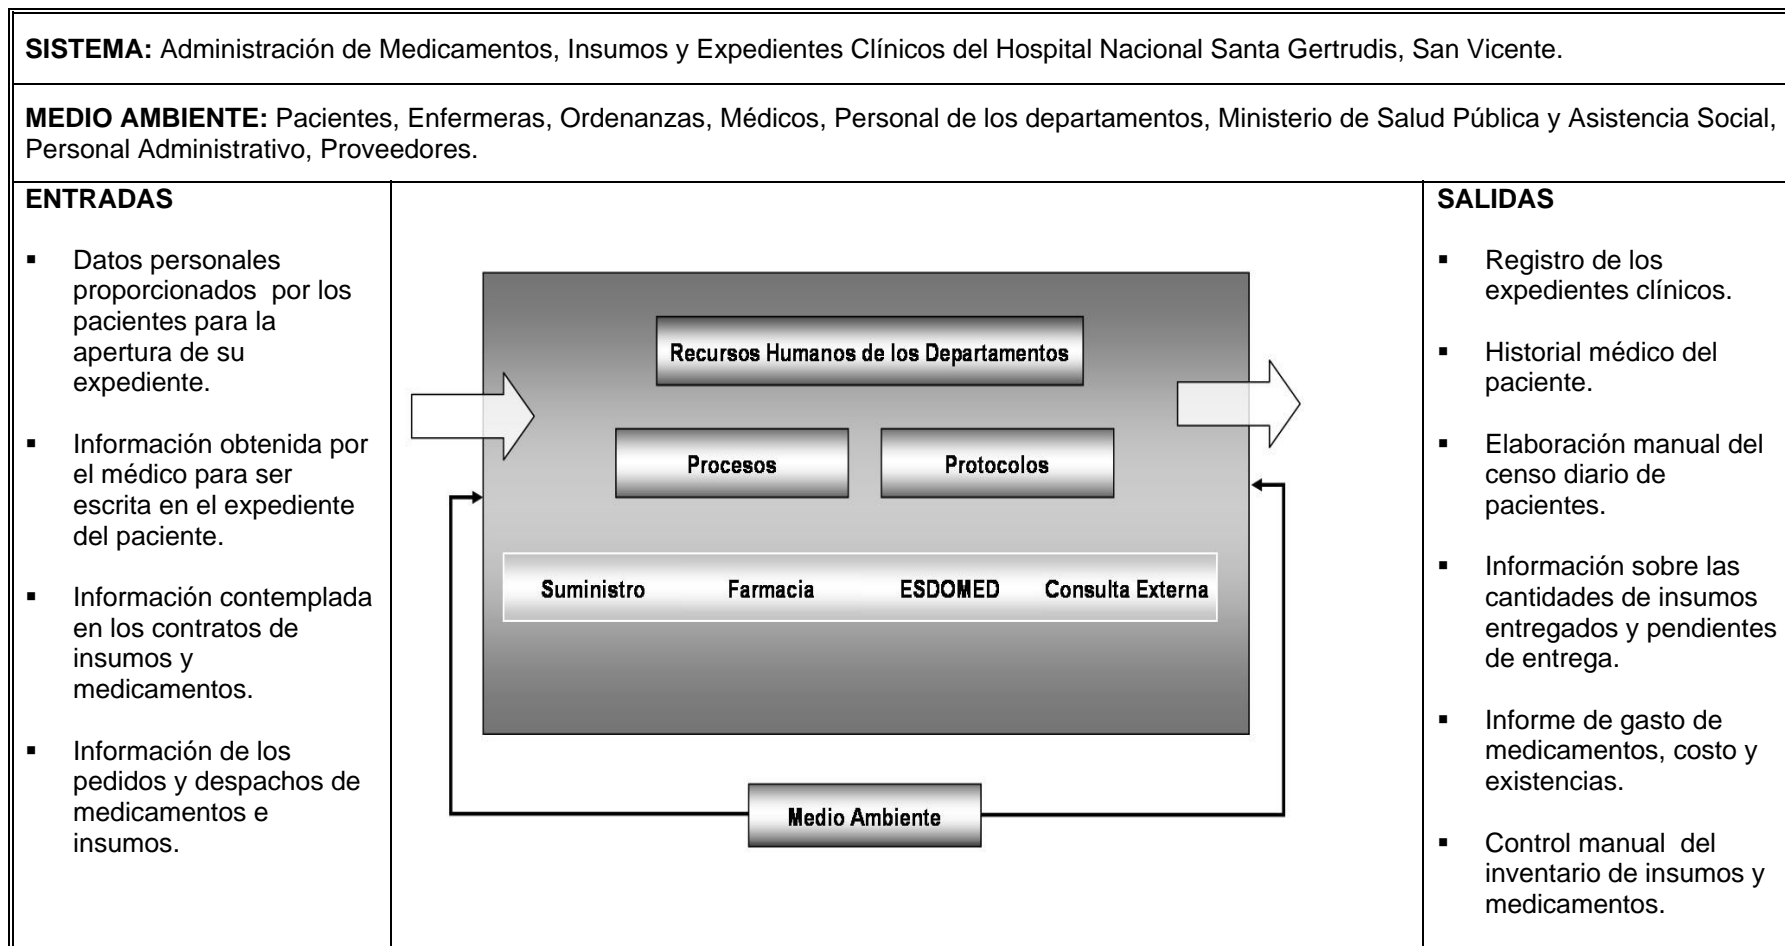 SISTEMA: Administración de Medicamentos, Insumos y Expedientes Clínicos del Hospital Nacional Santa Gertrudis, San Vicente.
MEDIO AMBIENTE: Pacientes, Enfermeras, Ordenanzas, Médicos, Personal de los departamentos, Ministerio de Salud Pública y Asistencia Social,
Personal Administrativo, Proveedores.
ENTRADAS
▪ Datos personales
proporcionados por los
pacientes para la
apertura de su
expediente.
▪ Información obtenida por
el médico para ser
escrita en el expediente
del paciente.
▪ Información contemplada
en los contratos de
insumos y
medicamentos.
▪ Información de los
pedidos y despachos de
medicamentos e
insumos.
Recursos Humanos de los Departamentos
Procesos
Protocolos
Suministro
Farmacia
ESDOMED
Consulta Externa
Medio Ambiente
SALIDAS
▪ Registro de los
expedientes clínicos.
▪ Historial médico del
paciente.
▪ Elaboración manual del
censo diario de
pacientes.
▪ Información sobre las
cantidades de insumos
entregados y pendientes
de entrega.
▪ Informe de gasto de
medicamentos, costo y
existencias.
▪ Control manual del
inventario de insumos y
medicamentos.